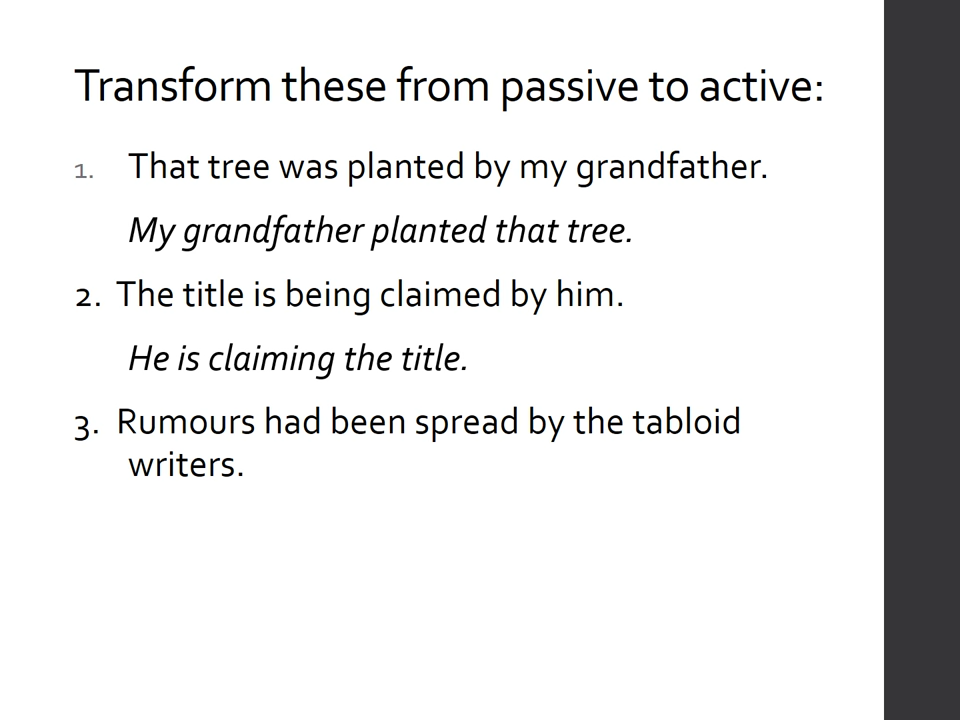 Transform these from passive to active:
1. That tree was planted by my grandfather.
My grandfather planted that tree.
2. The title is being claimed by him.
He is claiming the title.
3. Rumours had been spread by the tabloid
writers.